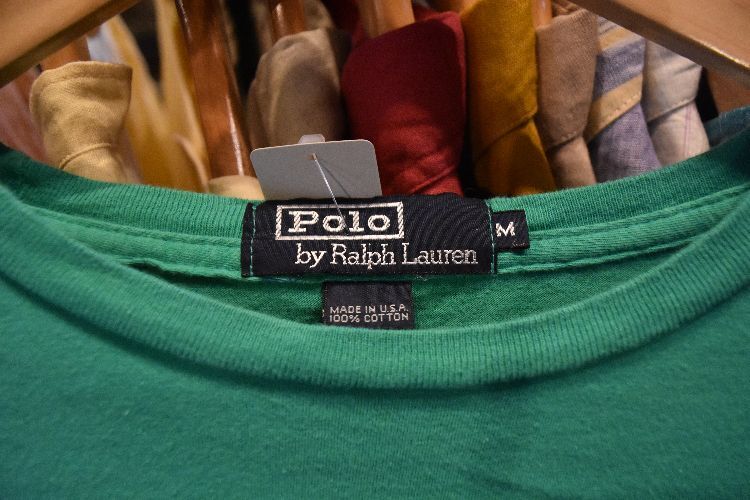 Polo
by Ralph Lauren
M
MADE IN U.S.A.
100% COTTON